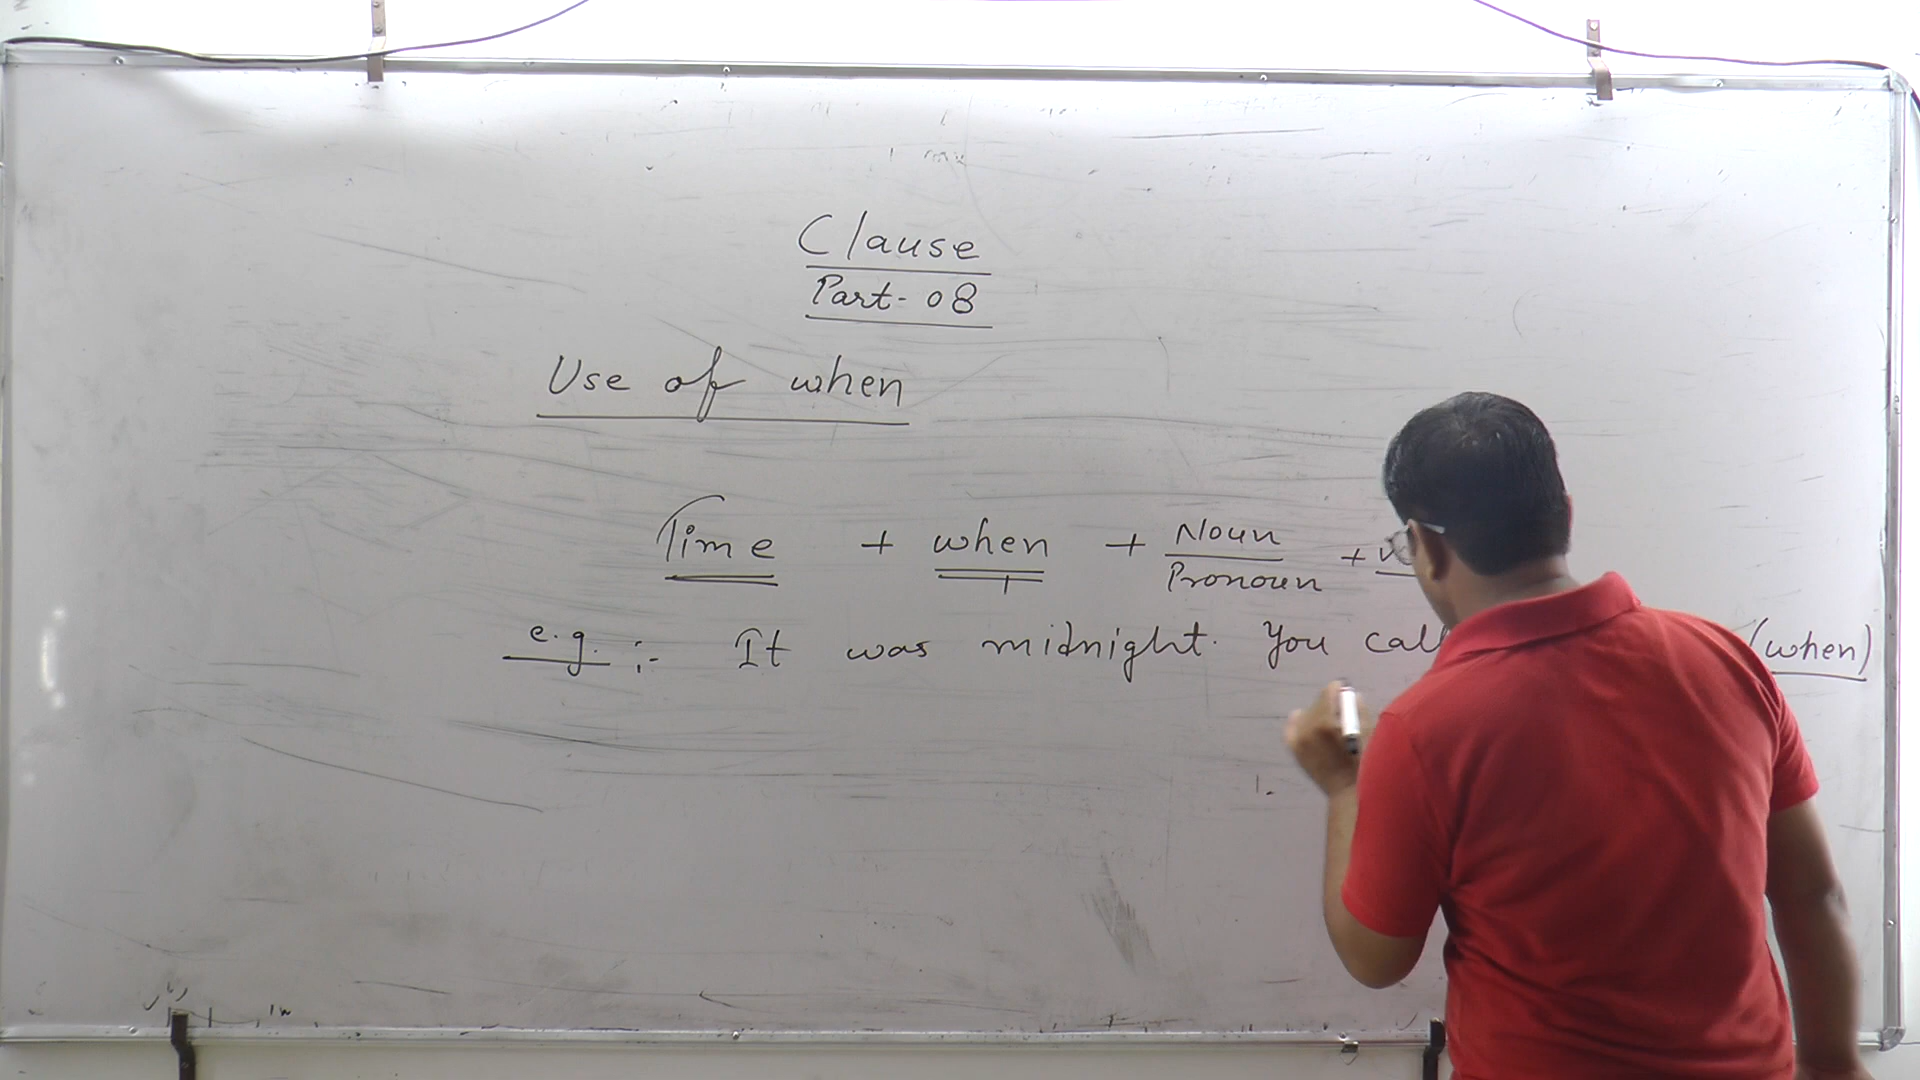 Clause
Part-08
Use of when
Time + when + Noun
Pronoun +
e.g. :- It was midnight. You call (when)